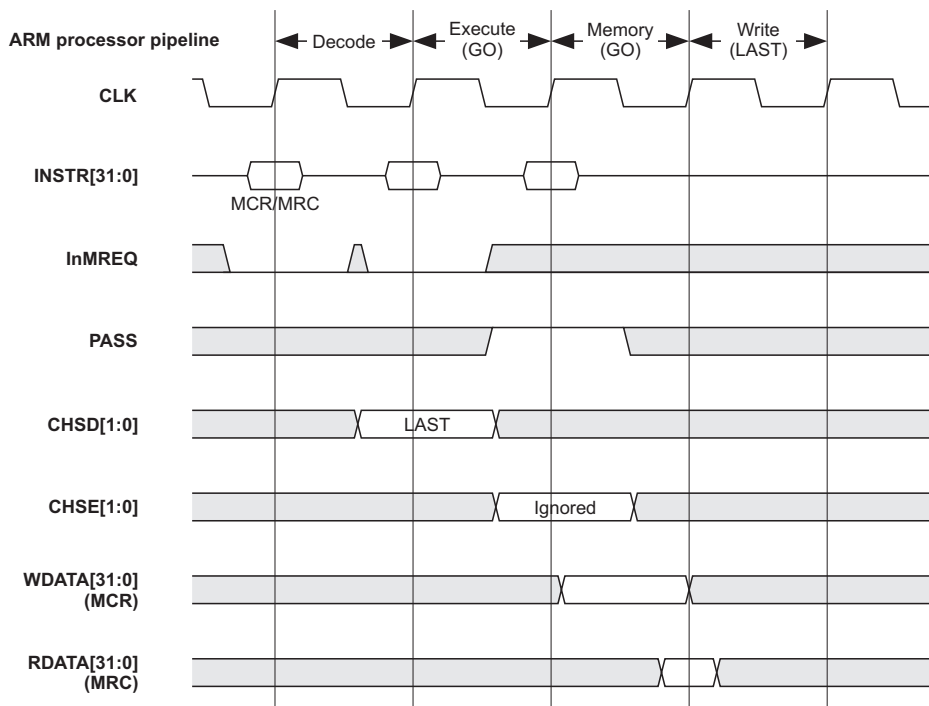 ARM processor pipeline
Decode
Execute
(GO)
Memory
(GO)
Write
(LAST)
CLK
INSTR[31:0]
MCR/MRC
InMREQ
PASS
CHSD[1:0]
LAST
CHSE[1:0]
Ignored
WDATA[31:0]
(MCR)
RDATA[31:0]
(MRC)